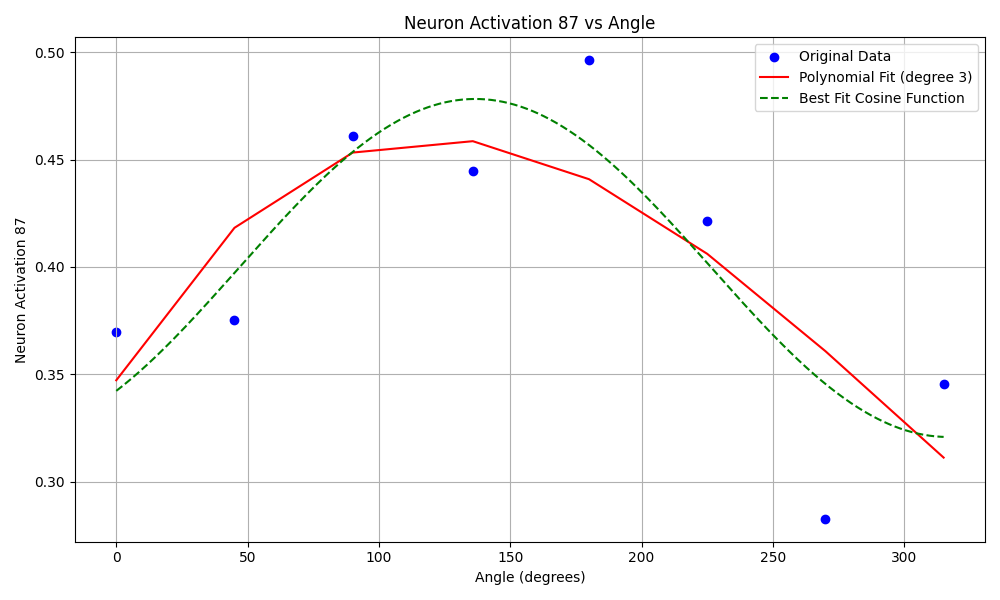 Neuron Activation 87 vs Angle
Original Data
Polynomial Fit (degree 3)
Best Fit Cosine Function
Neuron Activation 87
0.50
0.45
0.40
0.35
0.30
0
50
100
150
200
250
300
Angle (degrees)